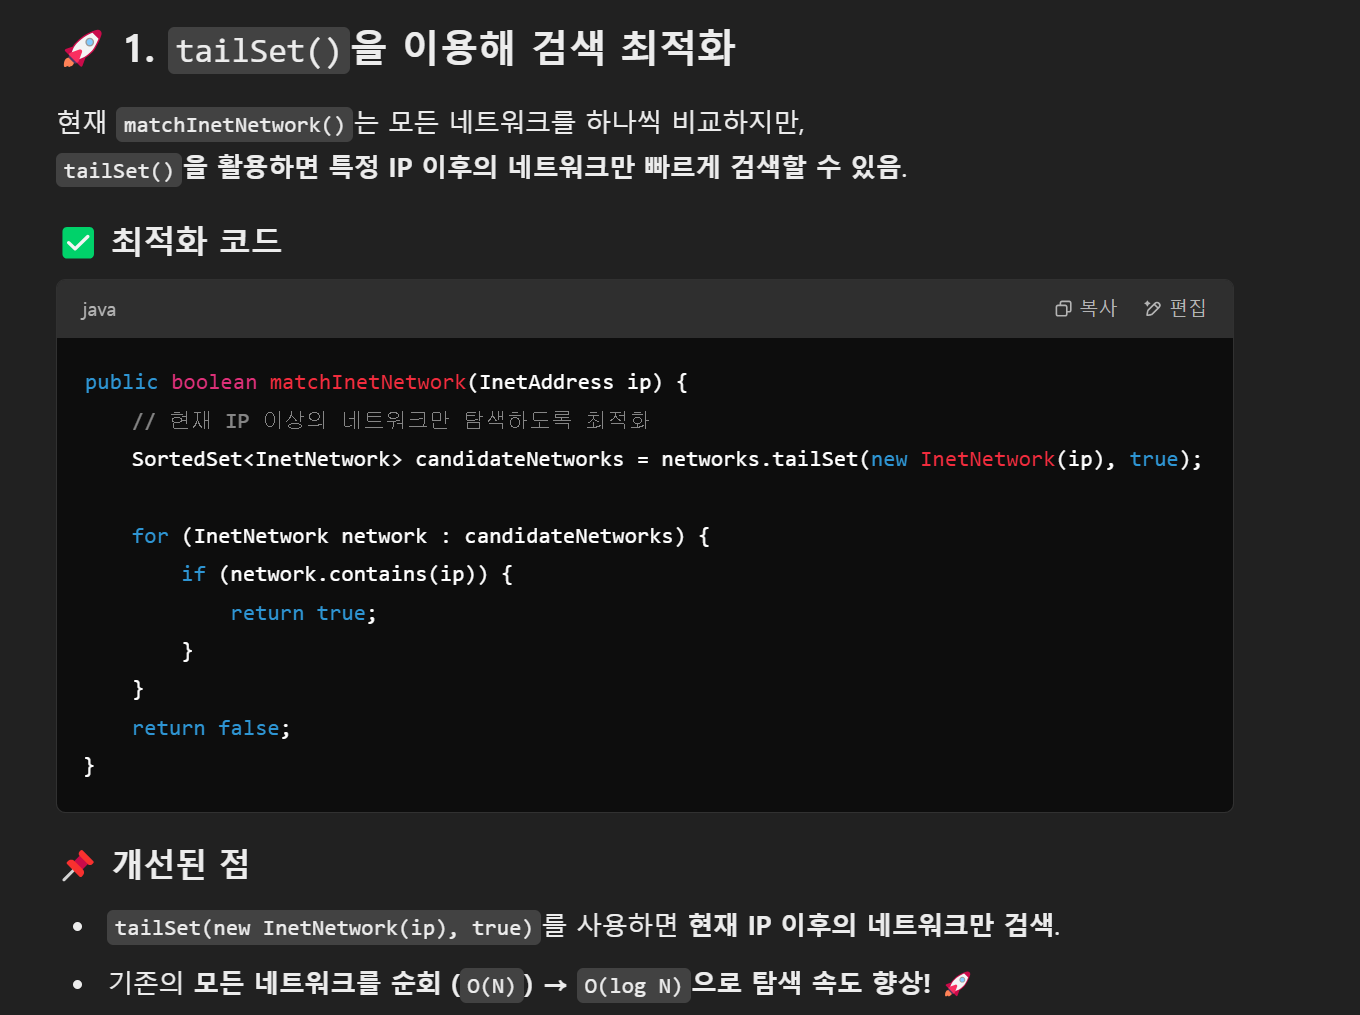 🚀 1. tailSet()을 이용해 검색 최적화
현재 matchInetNetwork()는 모든 네트워크를 하나씩 비교하지만,
tailSet()을 활용하면 특정 IP 이후의 네트워크만 빠르게 검색할 수 있음.
✅ 최적화 코드
java 복사 편집
public boolean matchInetNetwork(InetAddress ip) {
    // 현재 IP 이상의 네트워크만 탐색하도록 최적화
    SortedSet<InetNetwork> candidateNetworks = networks.tailSet(new InetNetwork(ip), true);
    for (InetNetwork network : candidateNetworks) {
        if (network.contains(ip)) {
            return true;
        }
    }
    return false;
}
📌 개선된 점
• tailSet(new InetNetwork(ip), true)를 사용하면 현재 IP 이후의 네트워크만 검색.
• 기존의 모든 네트워크를 순회 (O(N)) → O(log N)으로 탐색 속도 향상! 🚀